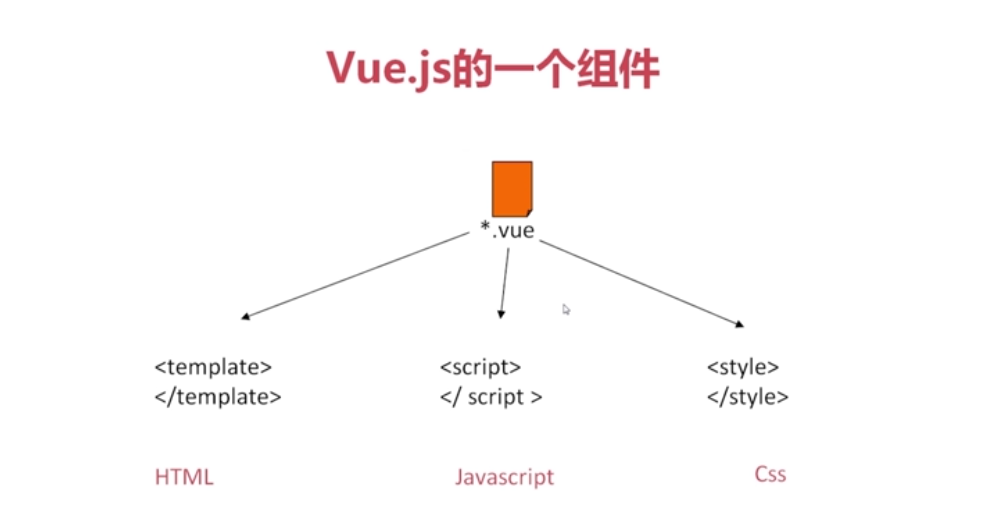 Vue.js的一个组件
*.vue
<template>
</template>
<script>
</ script >
<style>
</style>
HTML
Javascript
Css